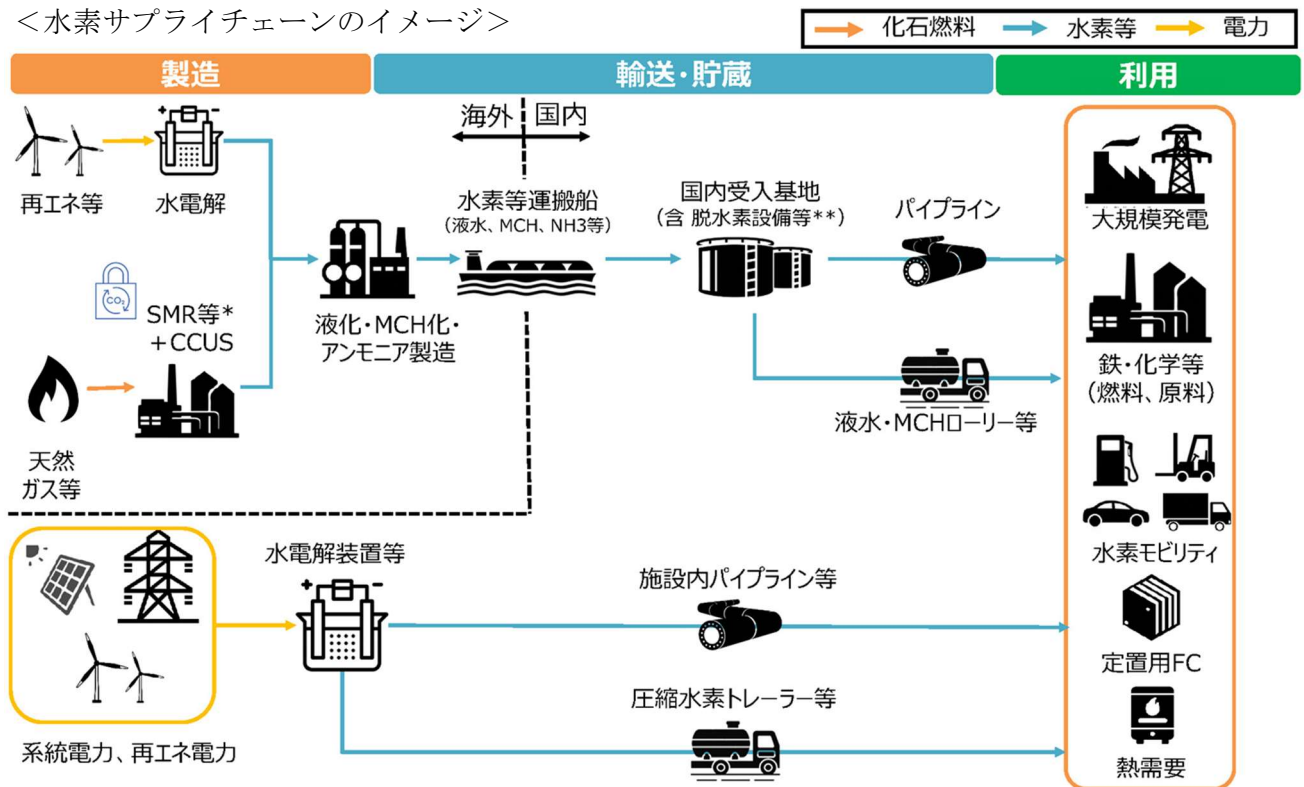 <水素サプライチェーンのイメージ>
化石燃料 水素等 電力
製造 輸送・貯蔵 利用
海外 国内
再エネ等
+ -
水電解
水素等運搬船
(液水、MCH、NH3等)
国内受入基地
(含 脱水素設備等**)
パイプライン
大規模発電
CO2
SMR等*
+CCUS
液化・MCH化・
アンモニア製造
天然
ガス等
液水・MCHローリー等
鉄・化学等
(燃料、原料)
水素モビリティ
水電解装置等
+ -
施設内パイプライン等
定置用FC
系統電力、再エネ電力
圧縮水素トレーラー等
熱需要